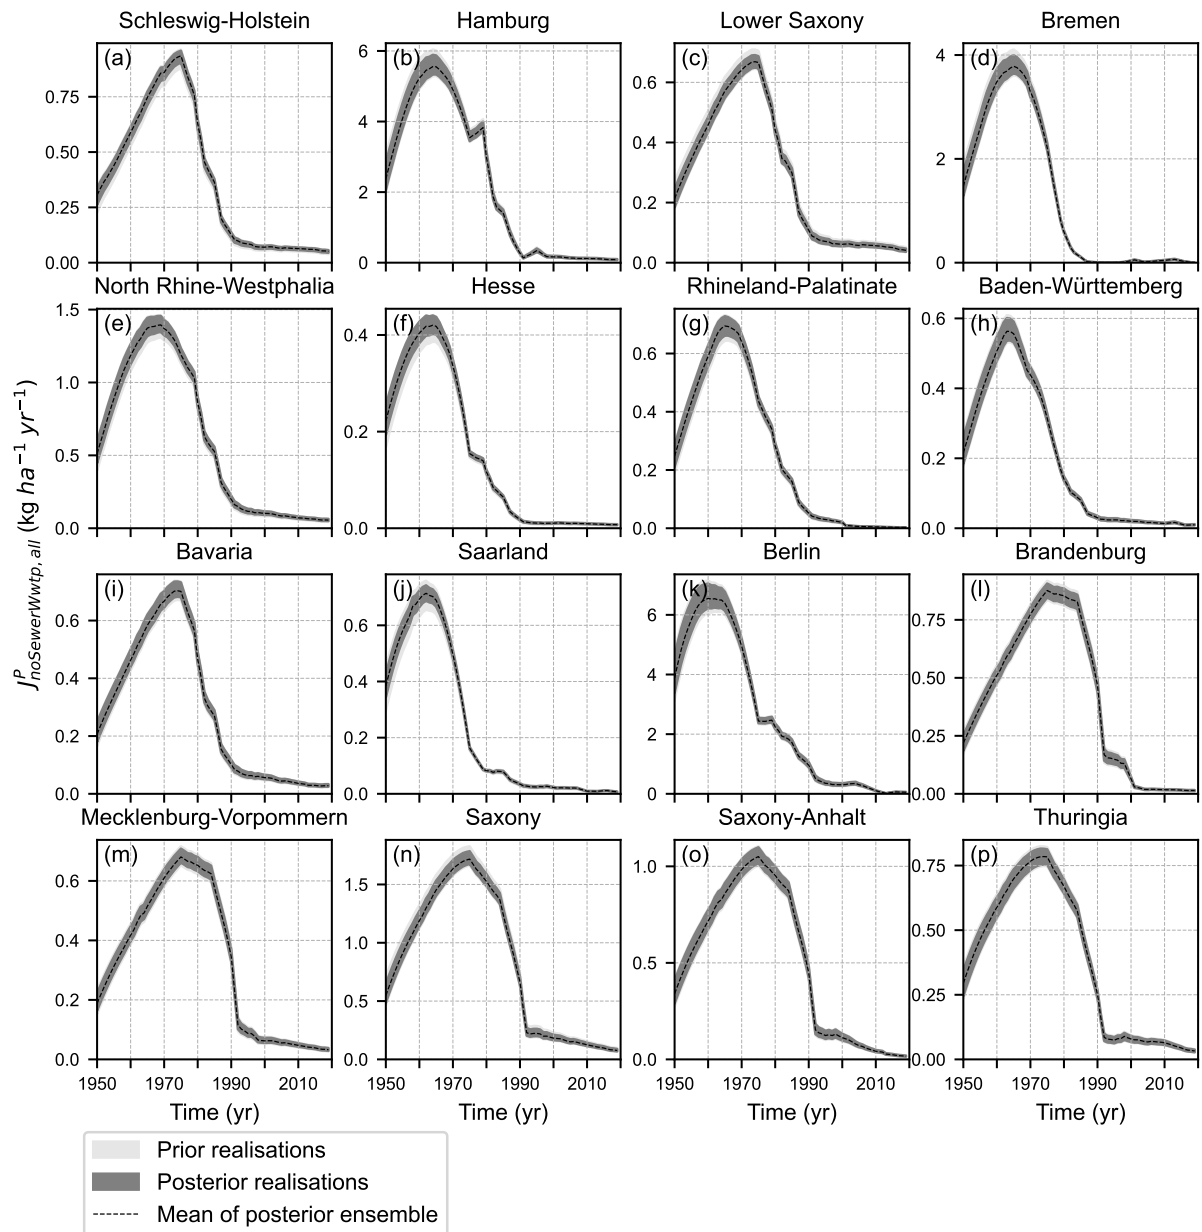 Schleswig-Holstein Hamburg Lower Saxony Bremen
(a) (b) (c) (d)
0.75 0.50 0.25 0.00
6 4 2 0
0.6 0.4 0.2 0.0
4 2 0
North Rhine-Westphalia Hesse Rhineland-Palatinate Baden-Württemberg
(e) (f) (g) (h)
1.5 1.0 0.5 0.0
0.4 0.2 0.0
0.6 0.4 0.2 0.0
0.6 0.4 0.2 0.0
J^P_{noSewerWwtp, all} (kg ha^{-1} yr^{-1})
Bavaria Saarland Berlin Brandenburg
(i) (j) (k) (l)
0.6 0.4 0.2 0.0
0.6 0.4 0.2 0.0
6 4 2 0
0.75 0.50 0.25 0.00
Mecklenburg-Vorpommern Saxony Saxony-Anhalt Thuringia
(m) (n) (o) (p)
0.6 0.4 0.2 0.0
1.5 1.0 0.5 0.0
1.0 0.5 0.0
0.75 0.50 0.25 0.00
1950 1970 1990 2010 1950 1970 1990 2010 1950 1970 1990 2010 1950 1970 1990 2010
Time (yr) Time (yr) Time (yr) Time (yr)
Prior realisations
Posterior realisations
Mean of posterior ensemble